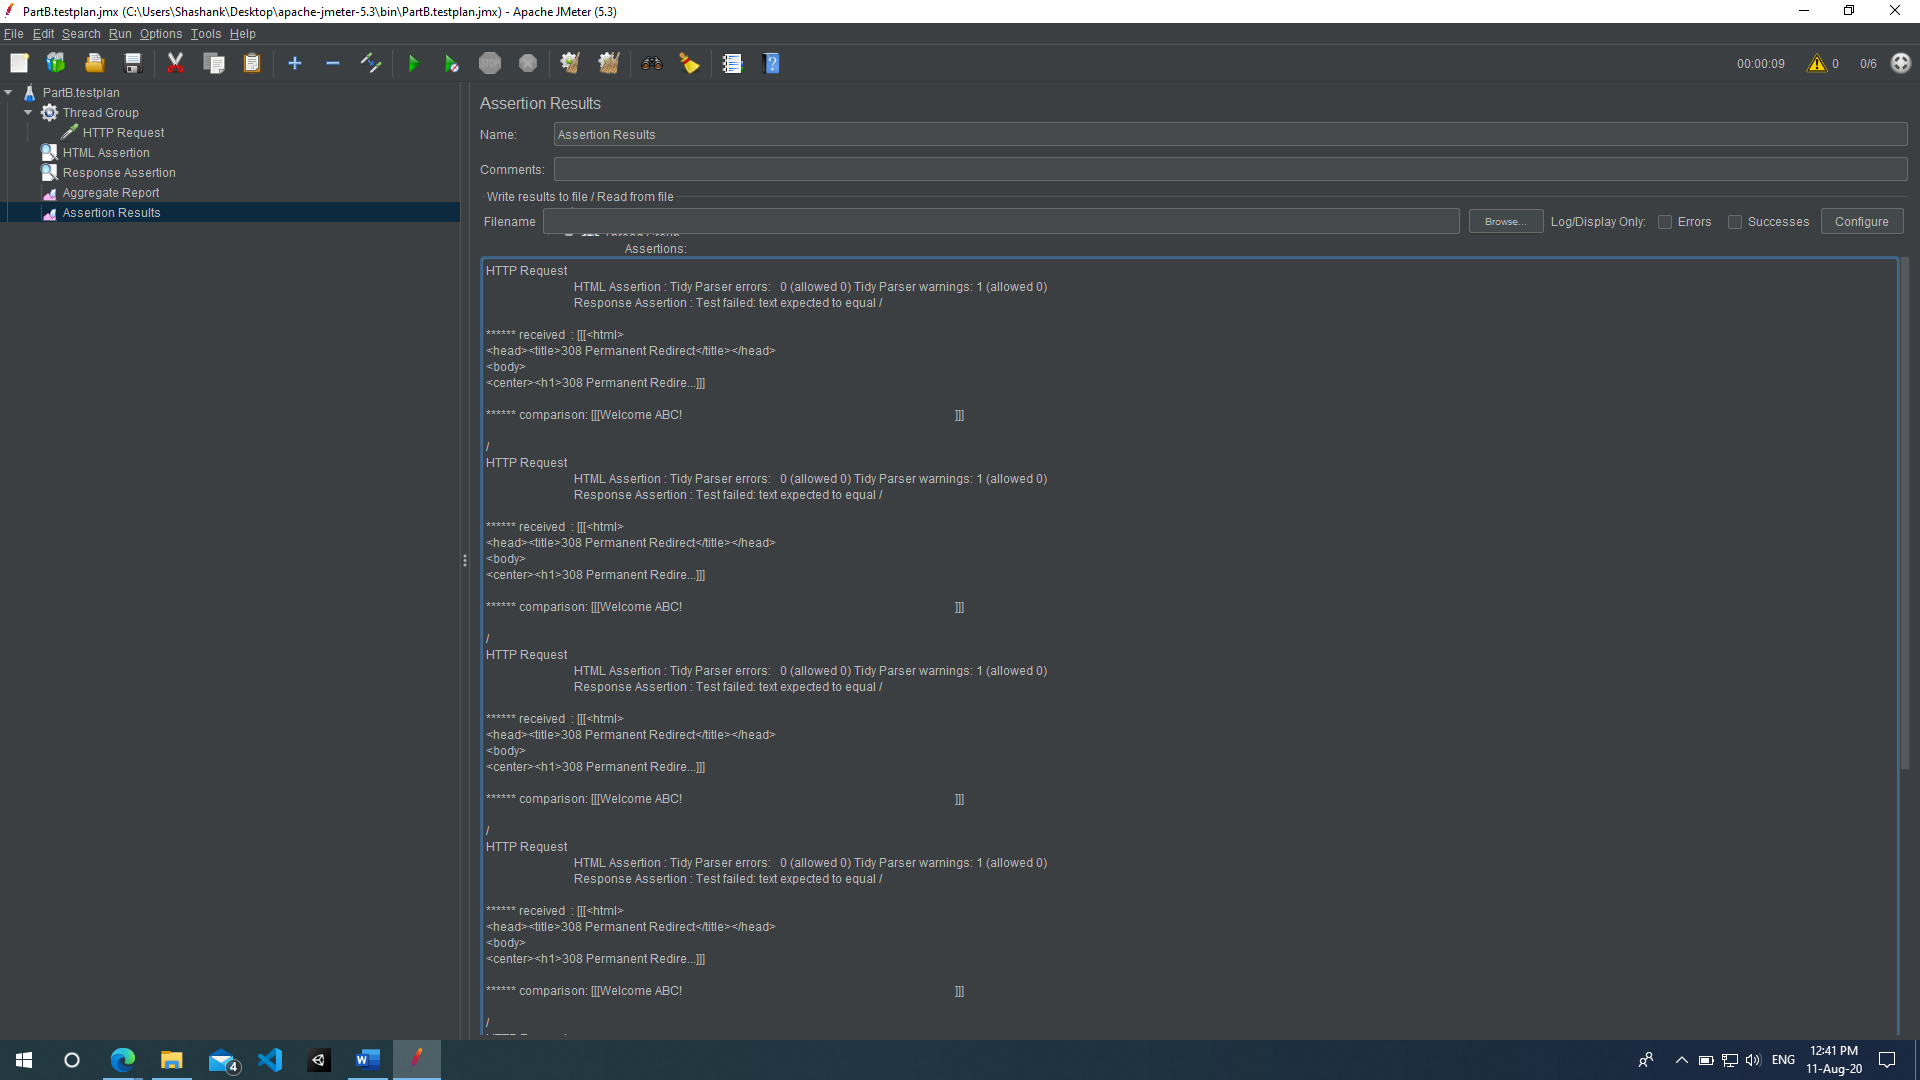 PartB.testplan.jmx (C:\Users\Shashank\Desktop\apache-jmeter-5.3\bin\PartB.testplan.jmx) - Apache JMeter (5.3)
File Edit Search Run Options Tools Help
00:00:09 0 0/6
PartB.testplan
Thread Group
HTTP Request
HTML Assertion
Response Assertion
Aggregate Report
Assertion Results
Assertion Results
Name: Assertion Results
Comments:
Write results to file / Read from file
Filename Browse... Log/Display Only: Errors Successes Configure
Assertions:
HTTP Request
HTML Assertion : Tidy Parser errors: 0 (allowed 0) Tidy Parser warnings: 1 (allowed 0)
Response Assertion : Test failed: text expected to equal /
****** received : [[[<html>
<head><title>308 Permanent Redirect</title></head>
<body>
<center><h1>308 Permanent Redire...]]]
****** comparison: [[[Welcome ABC! ]]]
/
HTTP Request
HTML Assertion : Tidy Parser errors: 0 (allowed 0) Tidy Parser warnings: 1 (allowed 0)
Response Assertion : Test failed: text expected to equal /
****** received : [[[<html>
<head><title>308 Permanent Redirect</title></head>
<body>
<center><h1>308 Permanent Redire...]]]
****** comparison: [[[Welcome ABC! ]]]
/
HTTP Request
HTML Assertion : Tidy Parser errors: 0 (allowed 0) Tidy Parser warnings: 1 (allowed 0)
Response Assertion : Test failed: text expected to equal /
****** received : [[[<html>
<head><title>308 Permanent Redirect</title></head>
<body>
<center><h1>308 Permanent Redire...]]]
****** comparison: [[[Welcome ABC! ]]]
/
HTTP Request
HTML Assertion : Tidy Parser errors: 0 (allowed 0) Tidy Parser warnings: 1 (allowed 0)
Response Assertion : Test failed: text expected to equal /
****** received : [[[<html>
<head><title>308 Permanent Redirect</title></head>
<body>
<center><h1>308 Permanent Redire...]]]
****** comparison: [[[Welcome ABC! ]]]
/
4
ENG
12:41 PM
11-Aug-20